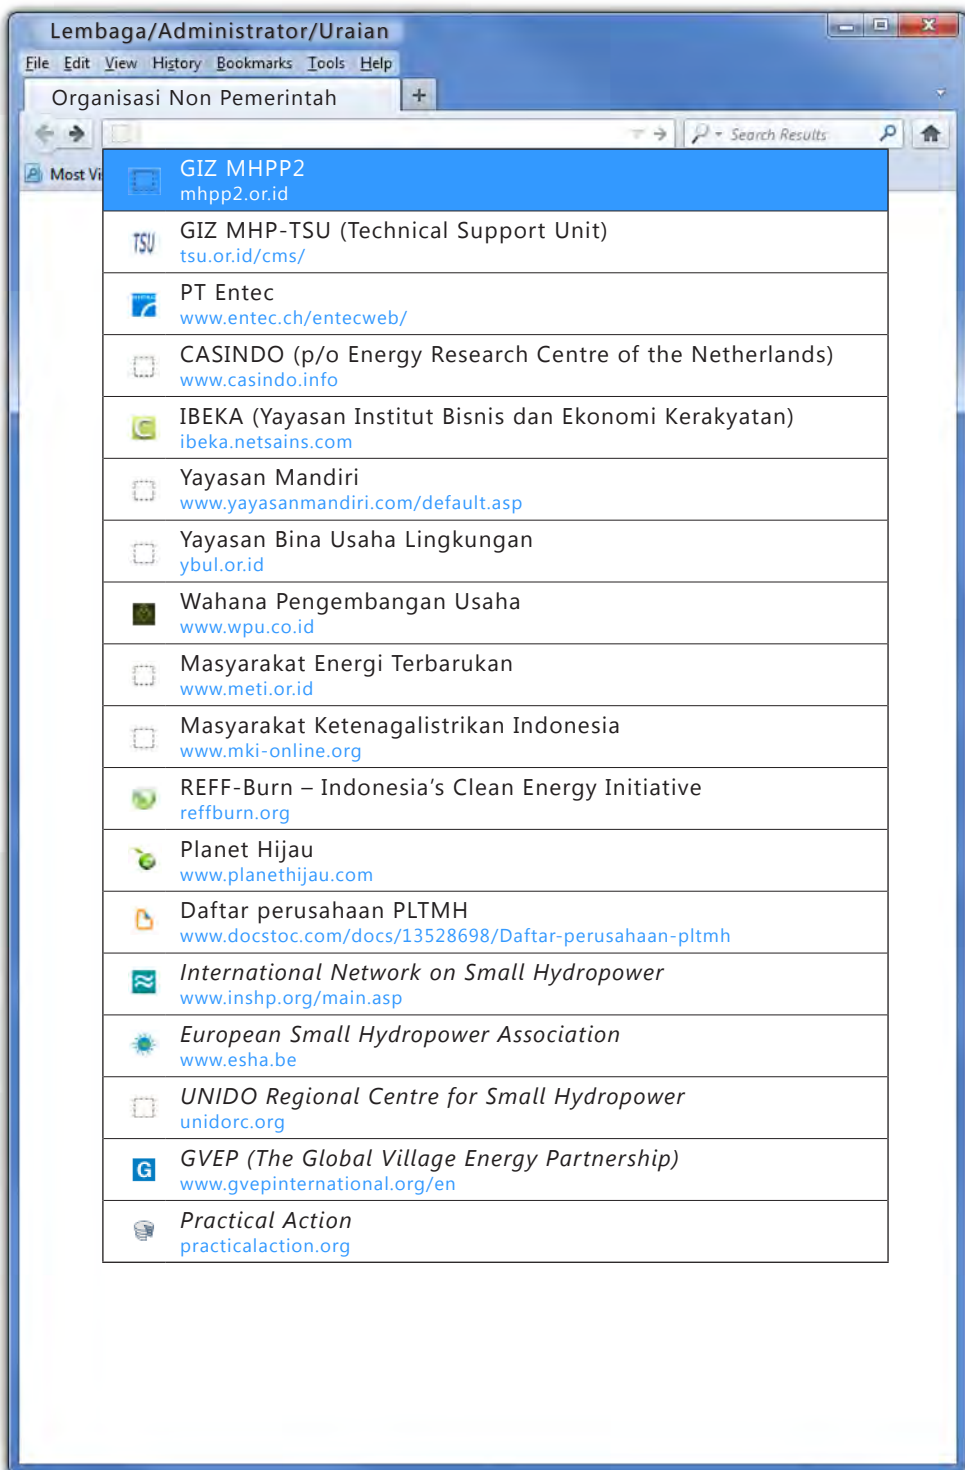 Lembaga/Administrator/Uraian
File Edit View History Bookmarks Tools Help
Organisasi Non Pemerintah
Search Results
Most Vi
GIZ MHPP2
mhpp2.or.id
TSU
GIZ MHP-TSU (Technical Support Unit)
tsu.or.id/cms/
PT Entec
www.entec.ch/entecweb/
CASINDO (p/o Energy Research Centre of the Netherlands)
www.casindo.info
IBEKA (Yayasan Institut Bisnis dan Ekonomi Kerakyatan)
ibeka.netsains.com
Yayasan Mandiri
www.yayasanmandiri.com/default.asp
Yayasan Bina Usaha Lingkungan
ybul.or.id
Wahana Pengembangan Usaha
www.wpu.co.id
Masyarakat Energi Terbarukan
www.meti.or.id
Masyarakat Ketenagalistrikan Indonesia
www.mki-online.org
REFF-Burn – Indonesia’s Clean Energy Initiative
reffburn.org
Planet Hijau
www.planethijau.com
Daftar perusahaan PLTMH
www.docstoc.com/docs/13528698/Daftar-perusahaan-pltmh
International Network on Small Hydropower
www.inshp.org/main.asp
European Small Hydropower Association
www.esha.be
UNIDO Regional Centre for Small Hydropower
unidorc.org
G
GVEP (The Global Village Energy Partnership)
www.gvepinternational.org/en
Practical Action
practicalaction.org